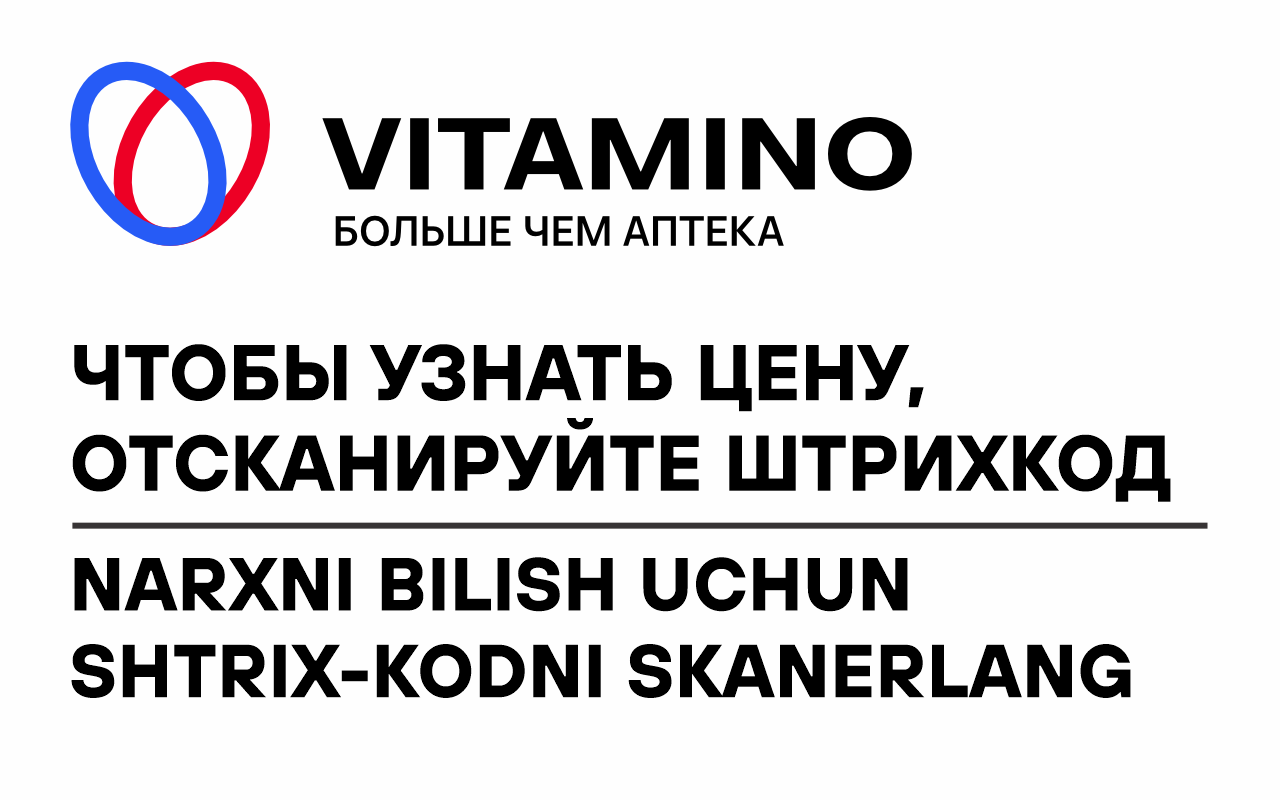 VITAMINO
БОЛЬШЕ ЧЕМ АПТЕКА
ЧТОБЫ УЗНАТЬ ЦЕНУ,
ОТСКАНИРУЙТЕ ШТРИХКОД
NARXNI BILISH UCHUN
SHTRIX-KODNI SKANERLANG